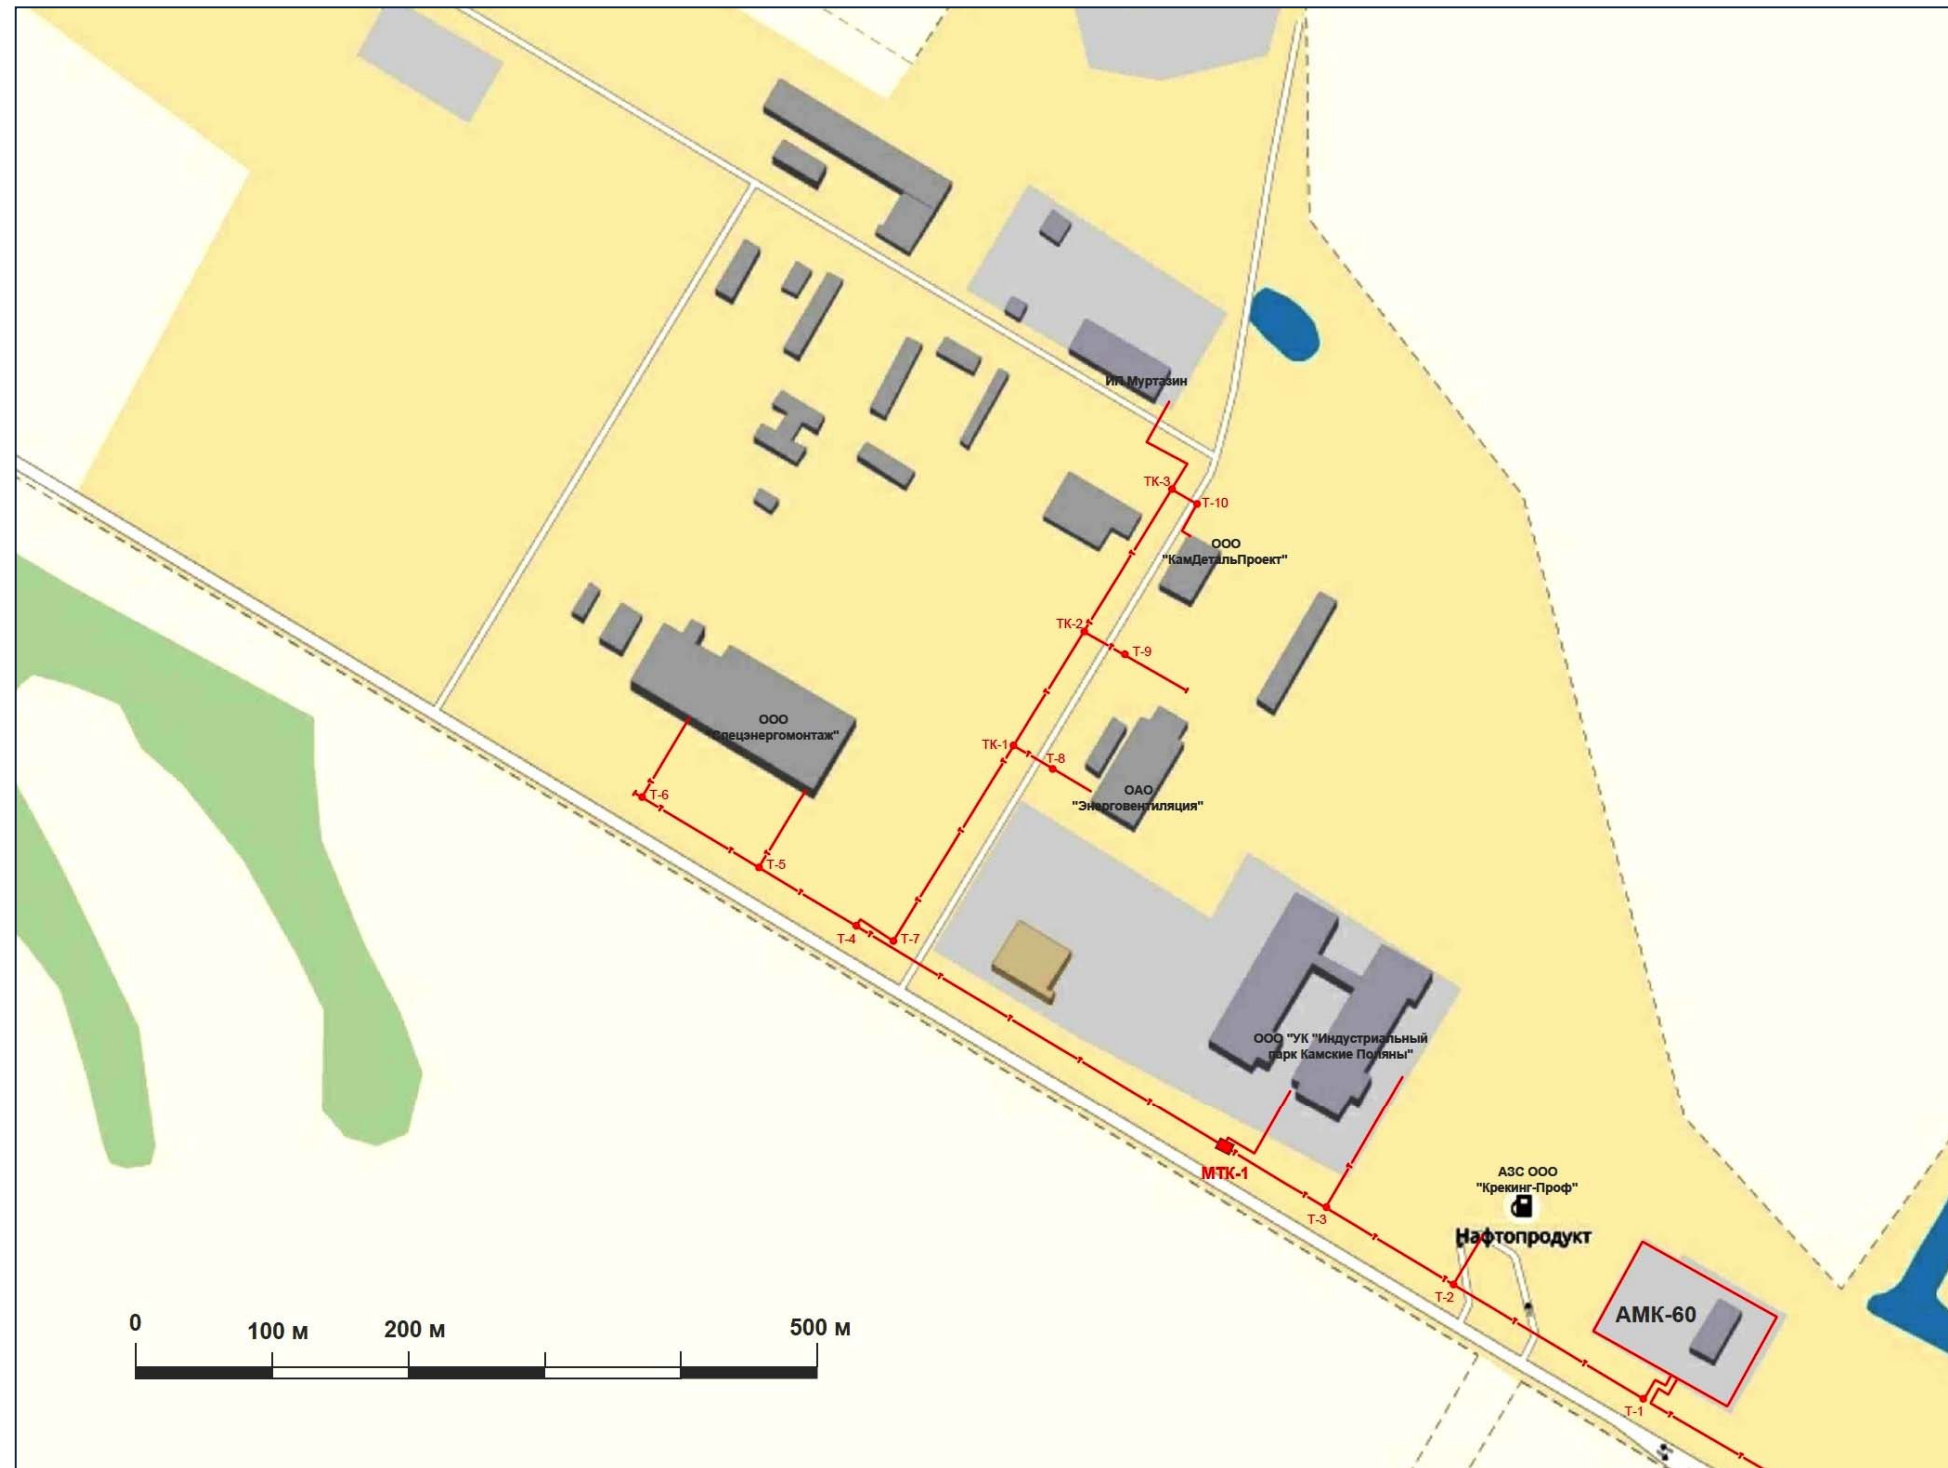 ИП Муртазин
ТК-3
Т-10
ООО
"КамДетальПроект"
ТК-2
Т-9
ООО
"Спецэнергомонтаж"
ТК-1
Т-8
ОАО
"Энерговентиляция"
Т-6
Т-5
Т-4
Т-7
ООО "УК "Индустриальный
парк Камские Поляны"
МТК-1
АЗС ООО
"Крекинг-Проф"
Т-3
Нафтопродукт
Т-2
АМК-60
Т-1
0
100 м
200 м
500 м